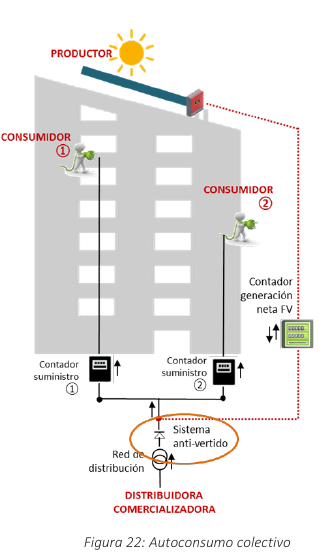 PRODUCTOR
CONSUMIDOR
①
CONSUMIDOR
②
Contador
generación
neta FV
Contador
suministro
①
Contador
suministro
②
Sistema
anti-vertido
Red de
distribución
DISTRIBUIDORA
COMERCIALIZADORA
Figura 22: Autoconsumo colectivo